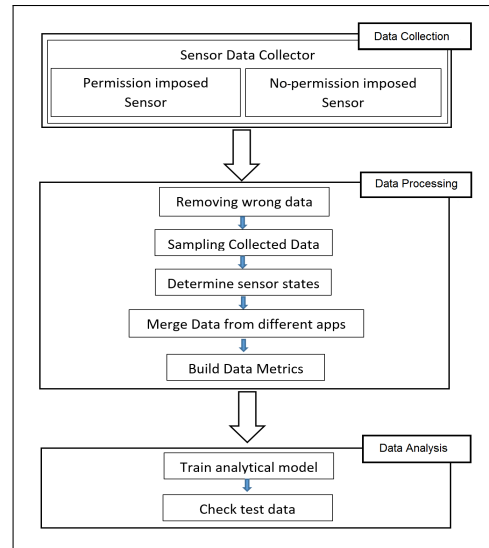 Data Collection
Sensor Data Collector
Permission imposed
Sensor
No-permission imposed
Sensor
Data Processing
Removing wrong data
Sampling Collected Data
Determine sensor states
Merge Data from different apps
Build Data Metrics
Data Analysis
Train analytical model
Check test data